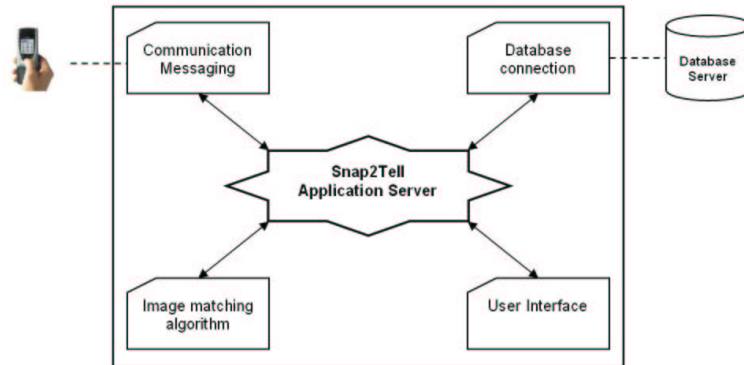 Communication
Messaging
Database
connection
Database
Server
Snap2Tell
Application Server
Image matching
algorithm
User Interface